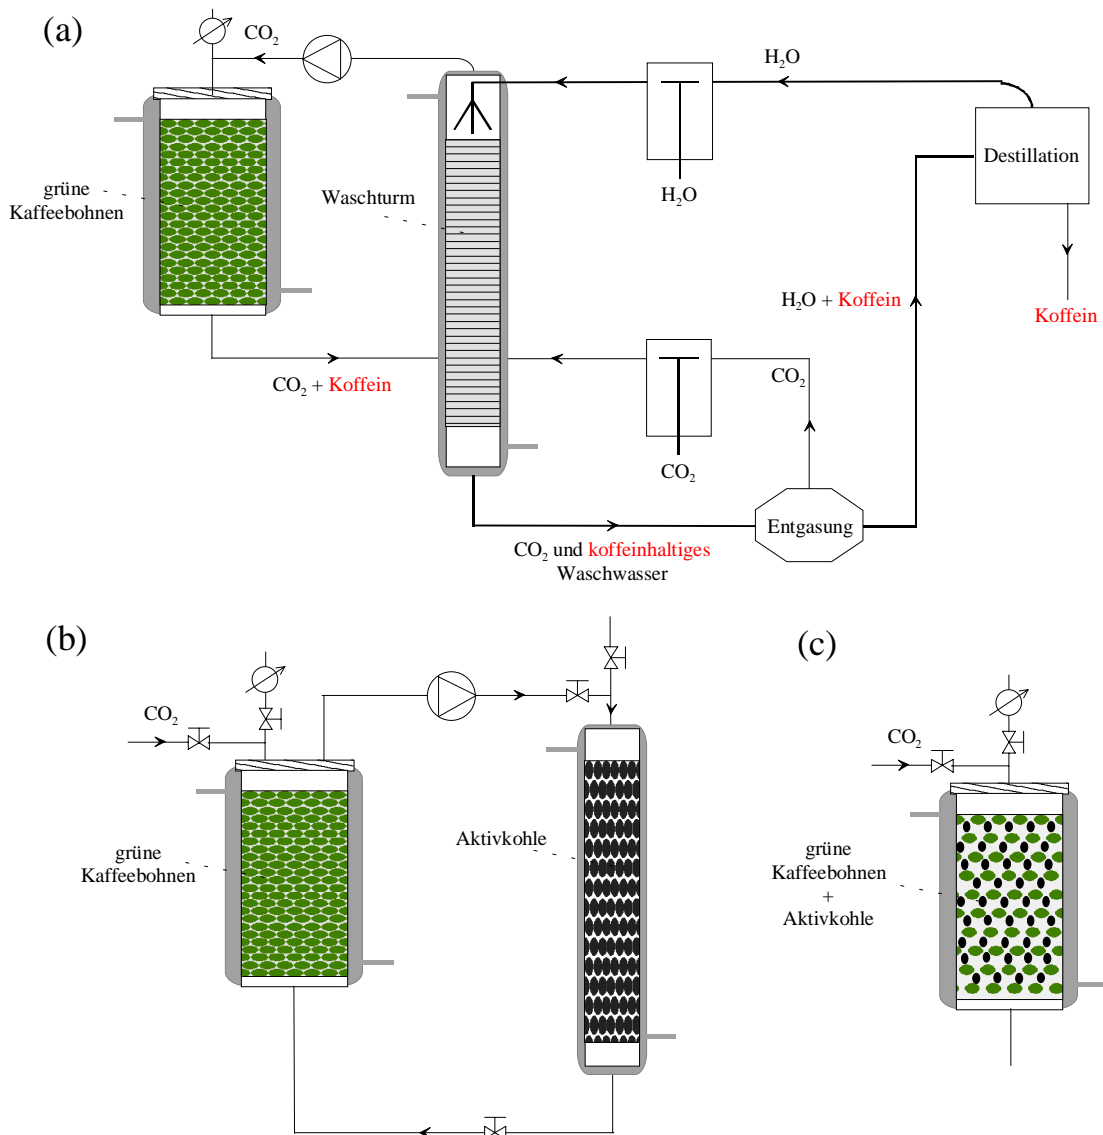 (a)
CO₂
H₂O
Destillation
grüne
Kaffeebohnen
Waschturm
H₂O
H₂O + Koffein
Koffein
CO₂ + Koffein
CO₂
CO₂
Entgasung
CO₂ und koffeinhaltiges
Waschwasser
(b)
CO₂
grüne
Kaffeebohnen
Aktivkohle
(c)
CO₂
grüne
Kaffeebohnen
+
Aktivkohle